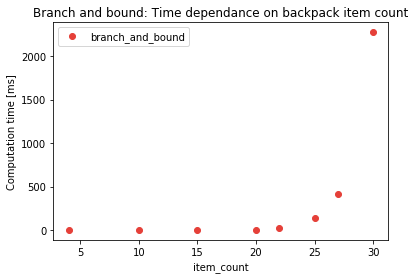 Branch and bound: Time dependance on backpack item count
branch_and_bound
Computation time [ms]
2000
1500
1000
500
0
5
10
15
20
25
30
item_count